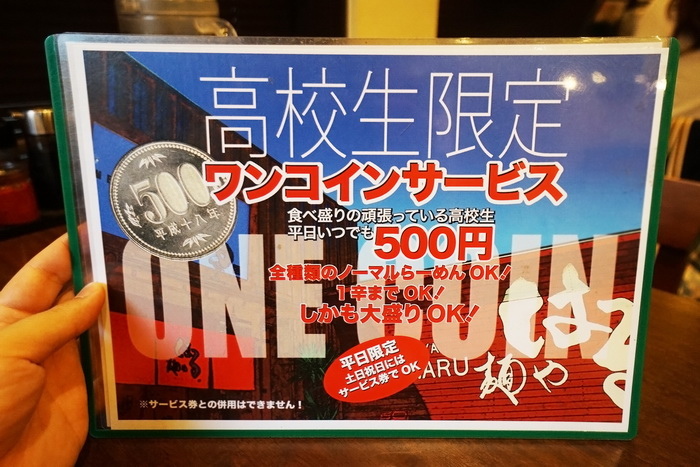 高校生限定
ワンコインサービス
500
平成十八年
食べ盛りの頑張っている高校生
平日いつでも500円
全種類のノーマルらーめんOK!
1辛までOK!
しかも大盛りOK!
ONE COIN
平日限定
土日祝日には
サービス券でOK
ARU
麺や
は
※サービス券との併用はできません!